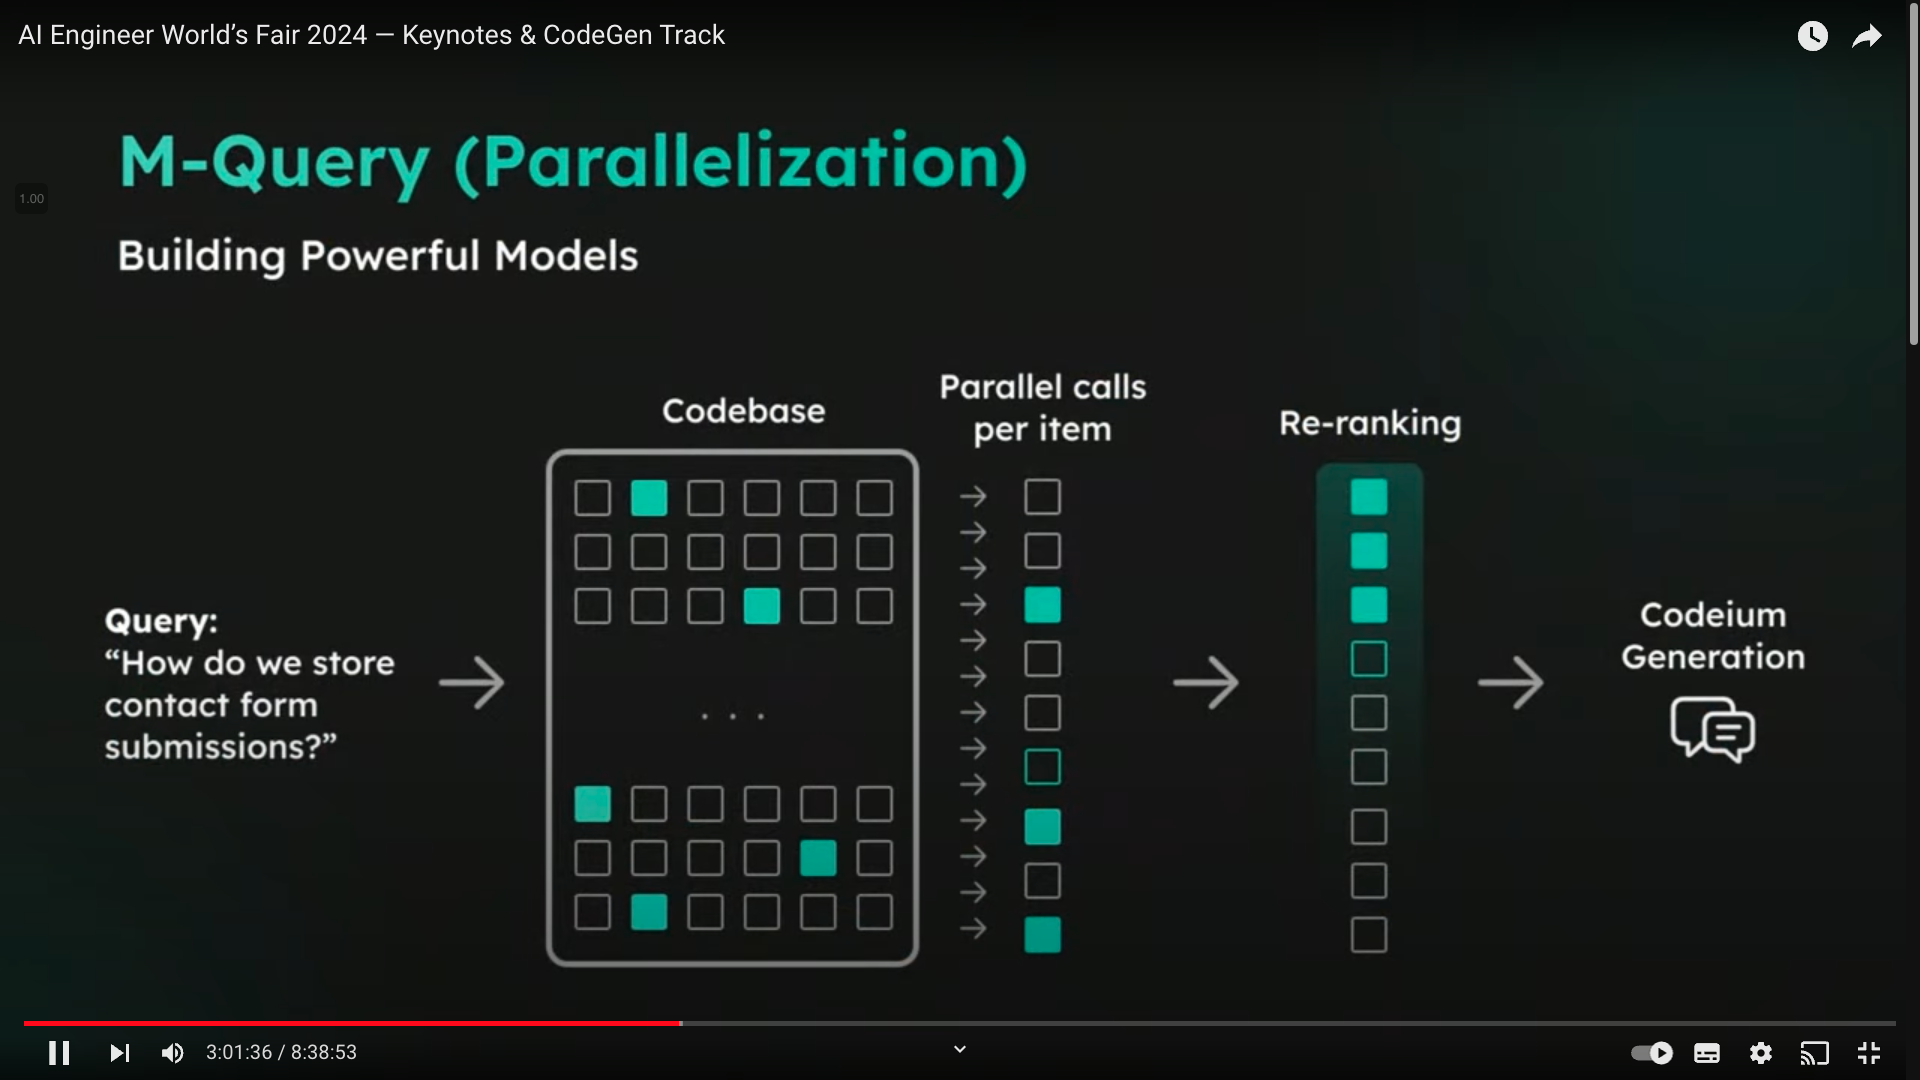 AI Engineer World’s Fair 2024 — Keynotes & CodeGen Track
M-Query (Parallelization)
1.00
Building Powerful Models
Codebase
Parallel calls
per item
Re-ranking
Query:
“How do we store
contact form
submissions?”
. . .
Codeium
Generation
3:01:36 / 8:38:53